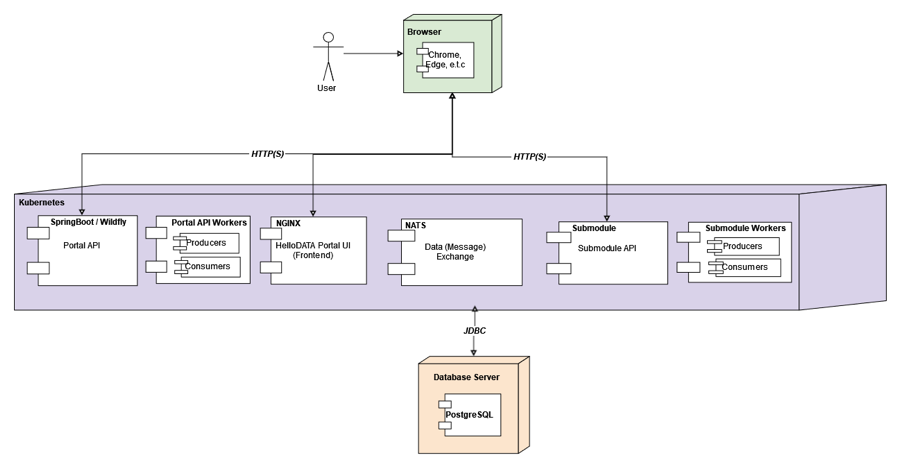 Browser
Chrome,
Edge, e.t.c
User
HTTP(S)
HTTP(S)
Kubernetes
SpringBoot / Wildfly
Portal API
Portal API Workers
Producers
Consumers
NGINX
HelloDATA Portal UI
(Frontend)
NATS
Data (Message)
Exchange
Submodule
Submodule API
Submodule Workers
Producers
Consumers
JDBC
Database Server
PostgreSQL